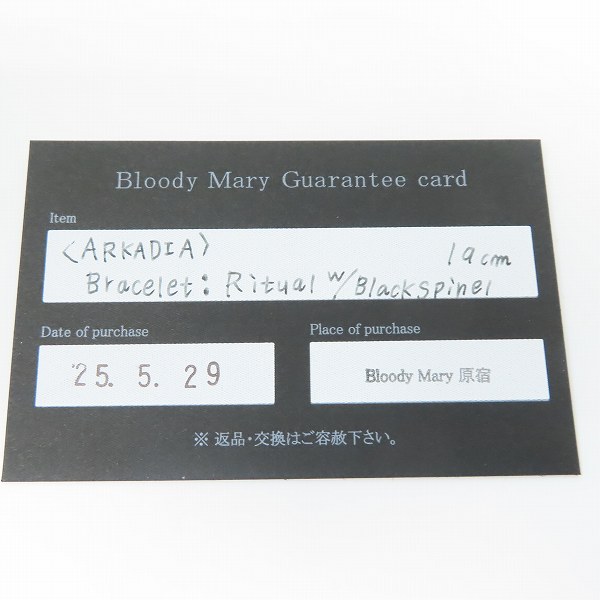 Bloody Mary Guarantee card
Item
〈ARKADIA〉 19cm
Bracelet: Ritual w/Blackspinel
Date of purchase Place of purchase
'25. 5. 29 Bloody Mary 原宿
※ 返品・交換はご容赦下さい。